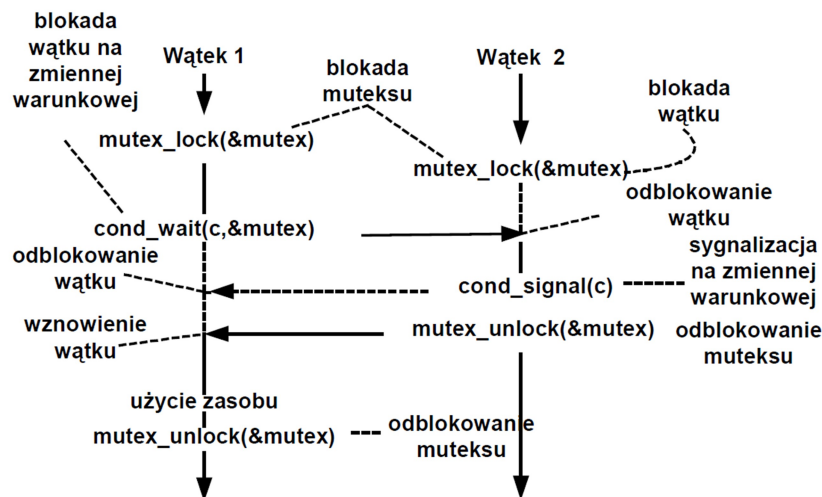 blokada
wątku na
zmiennej
warunkowej
Wątek 1
Wątek 2
blokada
muteksu
blokada
wątku
mutex_lock(&mutex)
mutex_lock(&mutex)
odblokowanie
wątku
cond_wait(c,&mutex)
odblokowanie
wątku
sygnalizacja
na zmiennej
warunkowej
cond_signal(c)
wznowienie
wątku
mutex_unlock(&mutex)
odblokowanie
muteksu
użycie zasobu
mutex_unlock(&mutex)
odblokowanie
muteksu